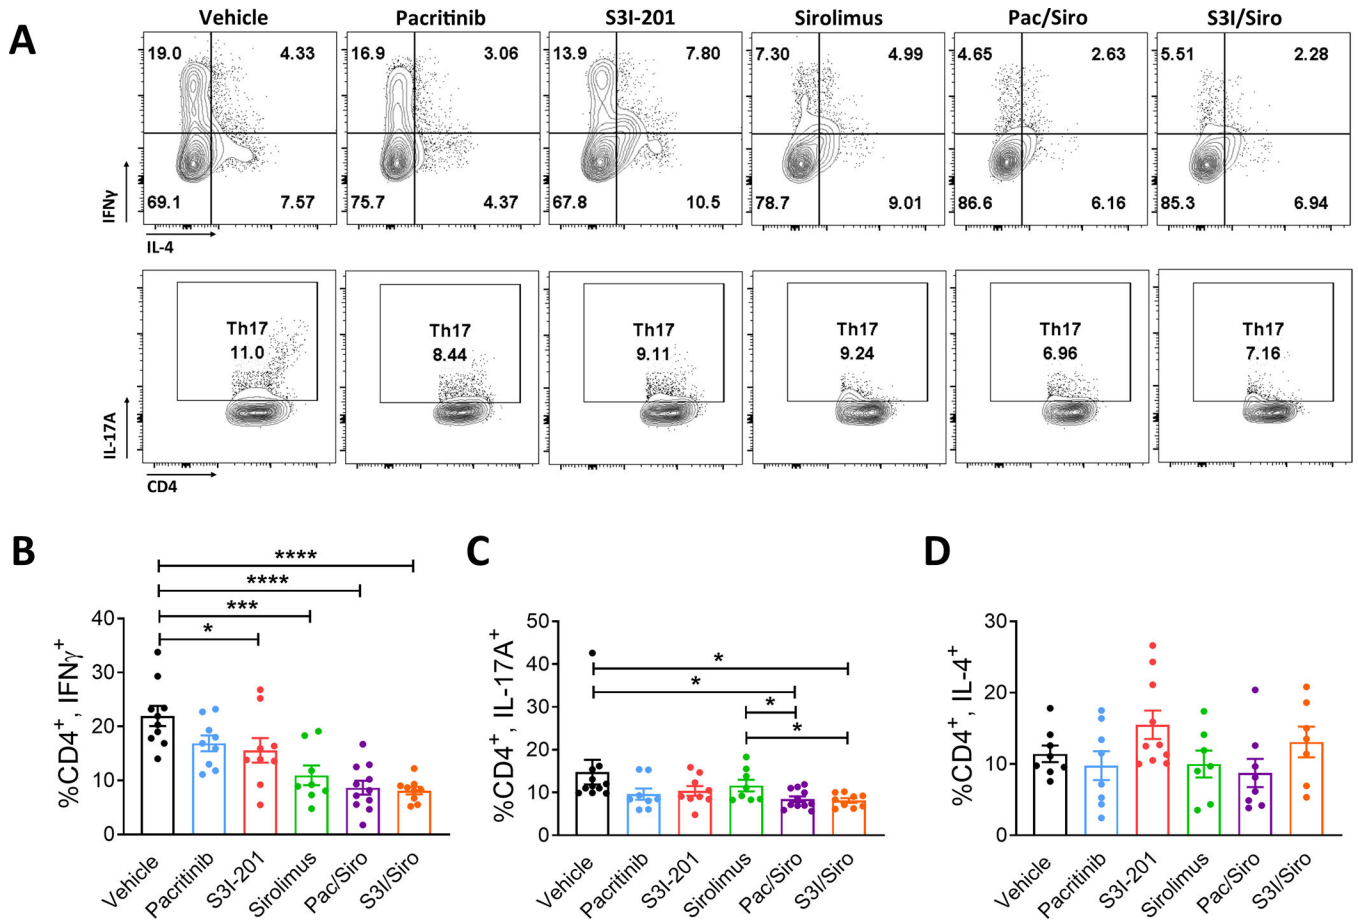 A
Vehicle Pacritinib S3I-201 Sirolimus Pac/Siro S3I/Siro
19.0 4.33 16.9 3.06 13.9 7.80 7.30 4.99 4.65 2.63 5.51 2.28
69.1 7.57 75.7 4.37 67.8 10.5 78.7 9.01 86.6 6.16 85.3 6.94
IFNγ
IL-4
Th17 Th17 Th17 Th17 Th17 Th17
11.0 8.44 9.11 9.24 6.96 7.16
IL-17A
CD4
B
****
****
***
*
%CD4+, IFNγ+
40
30
20
10
0
Vehicle Pacritinib S3I-201 Sirolimus Pac/Siro S3I/Siro
C
*
*
*
*
%CD4+, IL-17A+
50
40
30
20
10
0
Vehicle Pacritinib S3I-201 Sirolimus Pac/Siro S3I/Siro
D
%CD4+, IL-4+
30
20
10
0
Vehicle Pacritinib S3I-201 Sirolimus Pac/Siro S3I/Siro